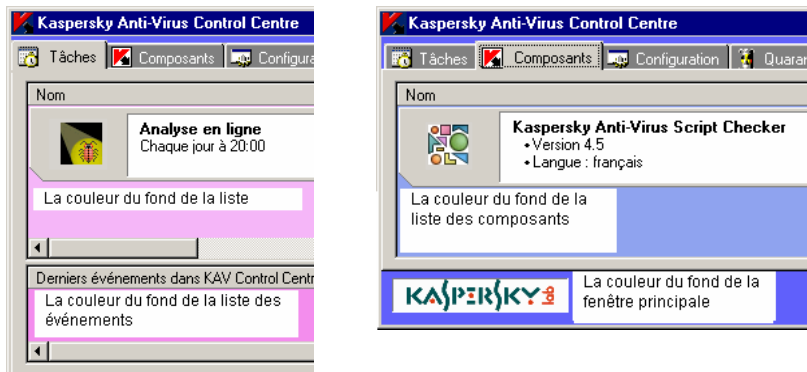 Kaspersky Anti-Virus Control Centre
Tâches Composants
Nom
Analyse en ligne
Chaque jour à 20:00
La couleur du fond de la liste
Derniers événements dans KAV Control
La couleur du fond de la liste des
événements
Kaspersky Anti-Virus Control Centre
Tâches Composants Configuration
Nom
Kaspersky Anti-Virus Script Checker
• Version 4.5
• Langue : français
La couleur du fond de la
liste des composants
KASPERSKY lab
La couleur du fond de la
fenêtre principale